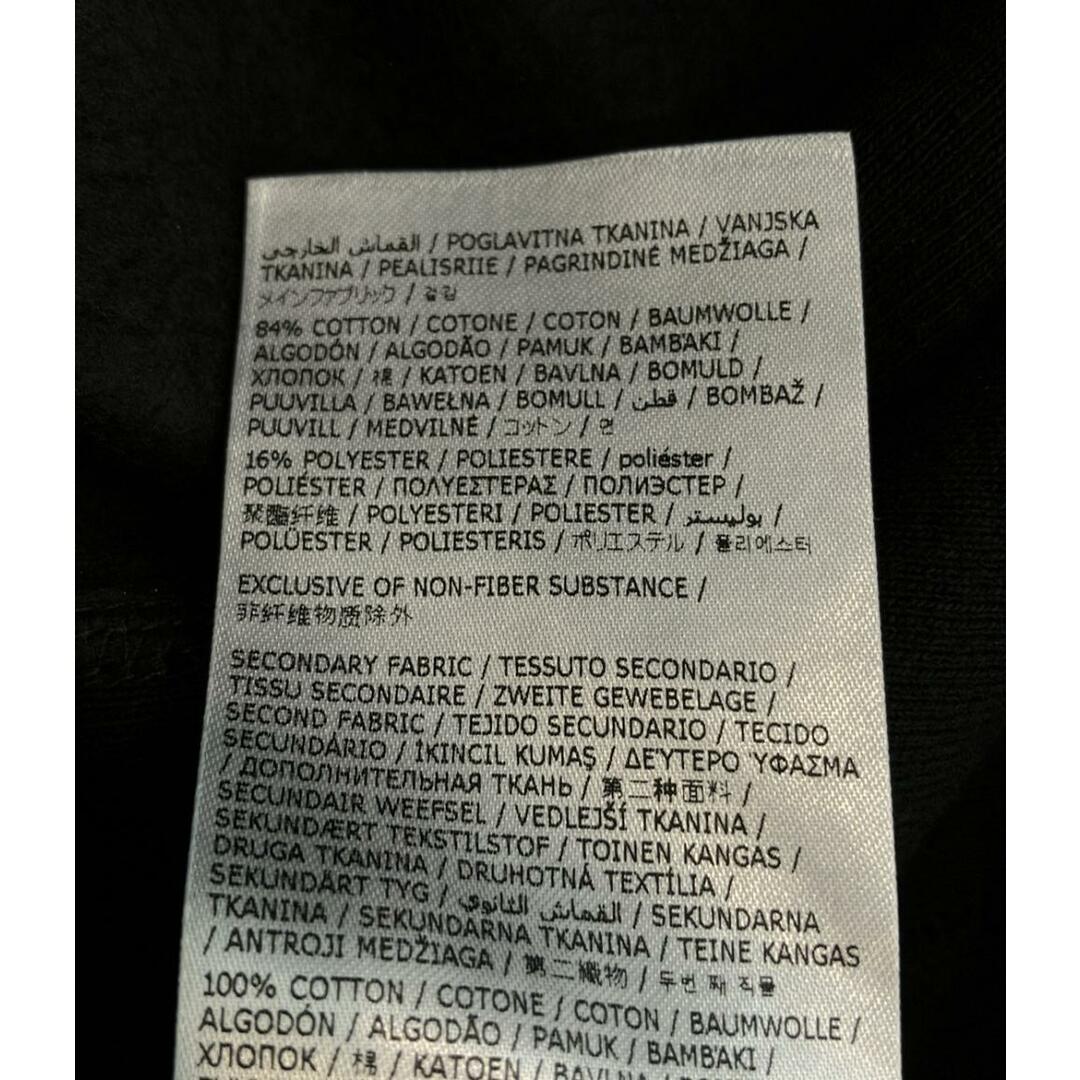 القماش الخارجي / POGLAVITNA TKANINA / VANJSKA
TKANINA / PEALISRIIE / PAGRINDINĖ MEDŽIAGA /
メインファブリック / 겉감
84% COTTON / COTONE / COTON / BAUMWOLLE /
ALGODÓN / ALGODÃO / PAMUK / BAMBAKI /
ХЛОПОК / 棉 / KATOEN / BAVLNA / BOMULD /
PUUVILLA / BAWEŁNA / BOMULL / قطن / BOMBAŽ /
PUUVILL / MEDVILNĖ / コットン / 면
16% POLYESTER / POLIESTERE / poliéster /
POLIÉSTER / ΠΟΛΥΕΣΤΕΡΑΣ / ПОЛИЭСТЕР /
聚酯纤维 / POLYESTERI / POLIESTER / بوليستر /
POLÜESTER / POLIESTERIS / ポリエステル / 폴리에스터
EXCLUSIVE OF NON-FIBER SUBSTANCE /
非纤维物质除外
SECONDARY FABRIC / TESSUTO SECONDARIO /
TISSU SECONDAIRE / ZWEITE GEWEBELAGE /
SECOND FABRIC / TEJIDO SECUNDARIO / TECIDO
SECUNDÁRIO / İKINCIL KUMAŞ / ΔΕΎΤΕΡΟ ΎΦΑΣΜΑ
/ ДОПОЛНИТЕЛЬНАЯ ТКАНЬ / 第二种面料 /
SECUNDAIR WEEFSEL / VEDLEJŠÍ TKANINA /
SEKUNDÆRT TEKSTILSTOF / TOINEN KANGAS /
DRUGA TKANINA / DRUHOTNÁ TEXTÍLIA /
SEKUNDÄRT TYG / القماش الثانوي / SEKUNDARNA
TKANINA / SEKUNDARNA TKANINA / TEINE KANGAS
/ ANTROJI MEDŽIAGA / 第二織物 / 두 번 째 직물
100% COTTON / COTONE / COTON / BAUMWOLLE /
ALGODÓN / ALGODÃO / PAMUK / BAMBAKI /
ХЛОПОК / 棉 / KATOEN / BAVLNA /